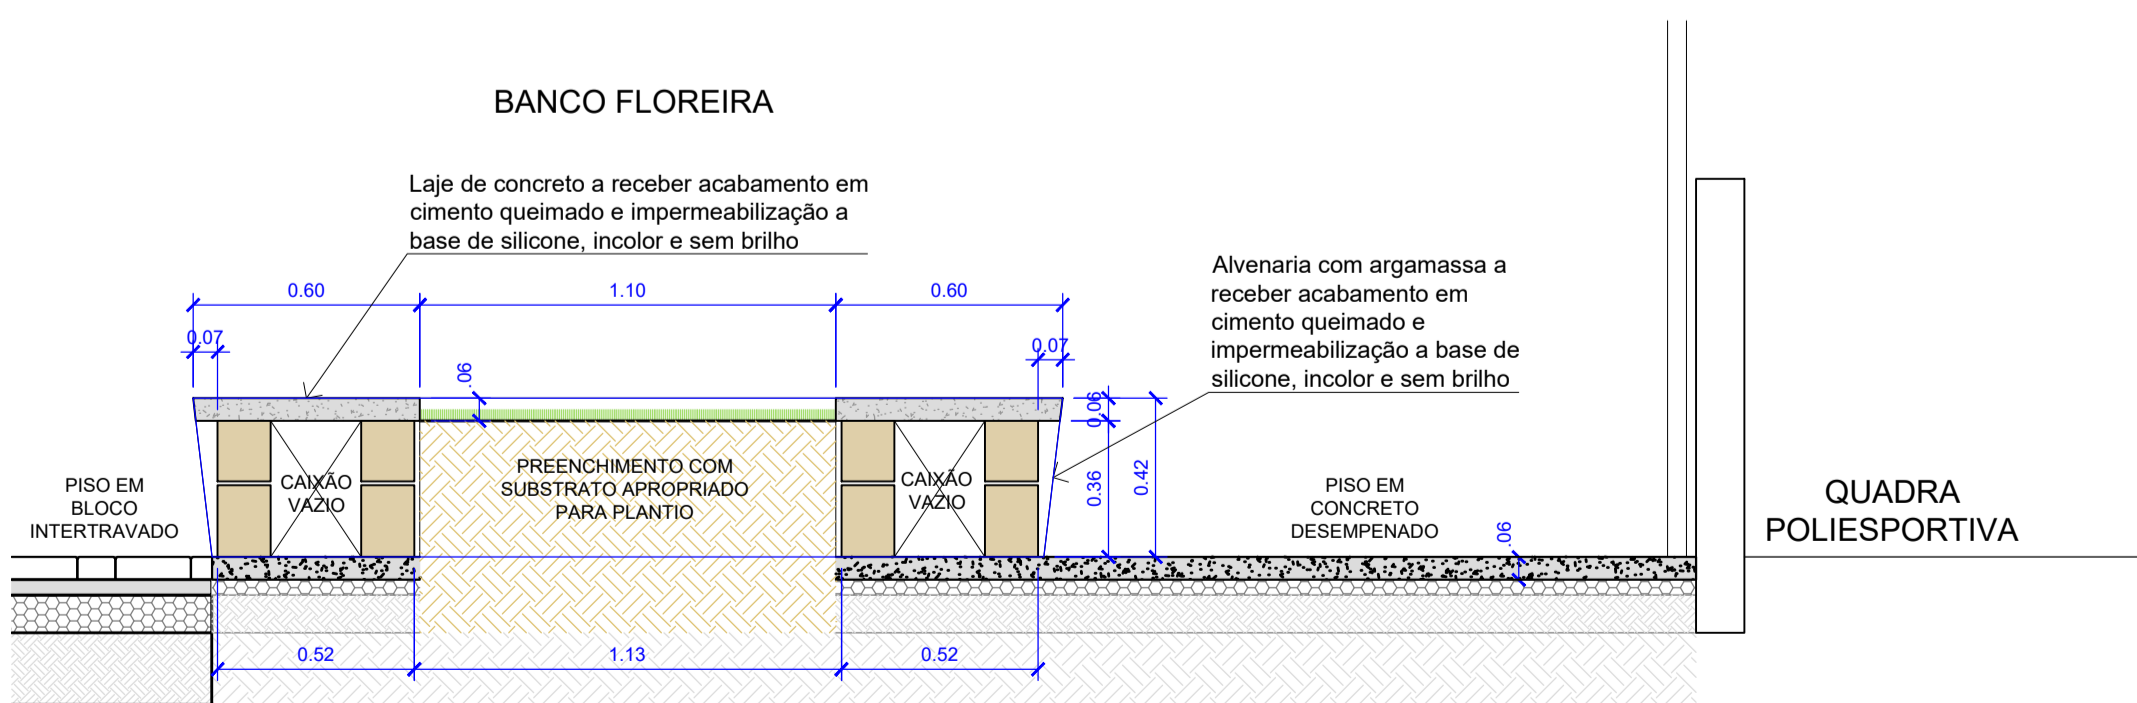 BANCO FLOREIRA
Laje de concreto a receber acabamento em
cimento queimado e impermeabilização a
base de silicone, incolor e sem brilho
Alvenaria com argamassa a
receber acabamento em
cimento queimado e
impermeabilização a base de
silicone, incolor e sem brilho
0.60
1.10
0.60
0.07
0.07
.06
0.06
0.36
0.42
PISO EM
BLOCO
INTERTRAVADO
CAIXÃO
VAZIO
PREENCHIMENTO COM
SUBSTRATO APROPRIADO
PARA PLANTIO
CAIXÃO
VAZIO
PISO EM
CONCRETO
DESEMPENADO
.06
QUADRA
POLIESPORTIVA
0.52
1.13
0.52